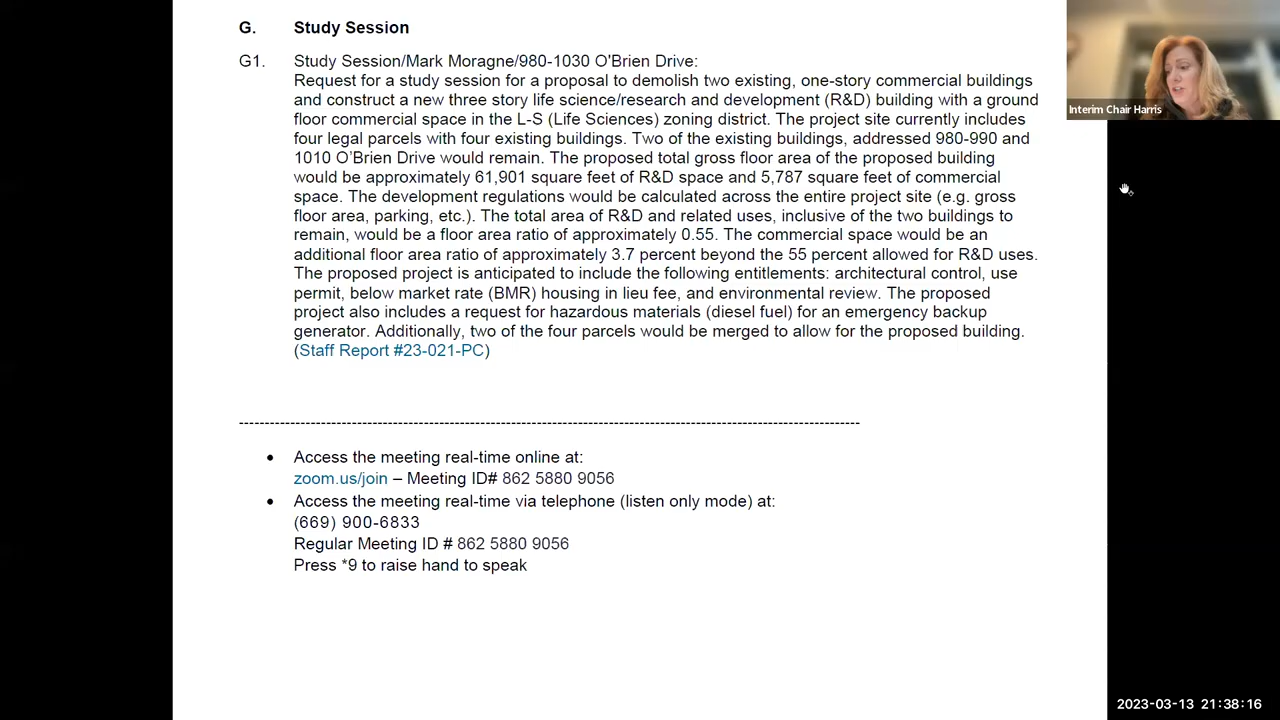 G. Study Session
G1. Study Session/Mark Moragne/980-1030 O'Brien Drive:
Request for a study session for a proposal to demolish two existing, one-story commercial buildings
and construct a new three story life science/research and development (R&D) building with a ground
floor commercial space in the L-S (Life Sciences) zoning district. The project site currently includes
four legal parcels with four existing buildings. Two of the existing buildings, addressed 980-990 and
1010 O'Brien Drive would remain. The proposed total gross floor area of the proposed building
would be approximately 61,901 square feet of R&D space and 5,787 square feet of commercial
space. The development regulations would be calculated across the entire project site (e.g. gross
floor area, parking, etc.). The total area of R&D and related uses, inclusive of the two buildings to
remain, would be a floor area ratio of approximately 0.55. The commercial space would be an
additional floor area ratio of approximately 3.7 percent beyond the 55 percent allowed for R&D uses.
The proposed project is anticipated to include the following entitlements: architectural control, use
permit, below market rate (BMR) housing in lieu fee, and environmental review. The proposed
project also includes a request for hazardous materials (diesel fuel) for an emergency backup
generator. Additionally, two of the four parcels would be merged to allow for the proposed building.
(Staff Report #23-021-PC)
• Access the meeting real-time online at:
zoom.us/join – Meeting ID# 862 5880 9056
• Access the meeting real-time via telephone (listen only mode) at:
(669) 900-6833
Regular Meeting ID # 862 5880 9056
Press *9 to raise hand to speak
Interim Chair Harris
2023-03-13 21:38:16